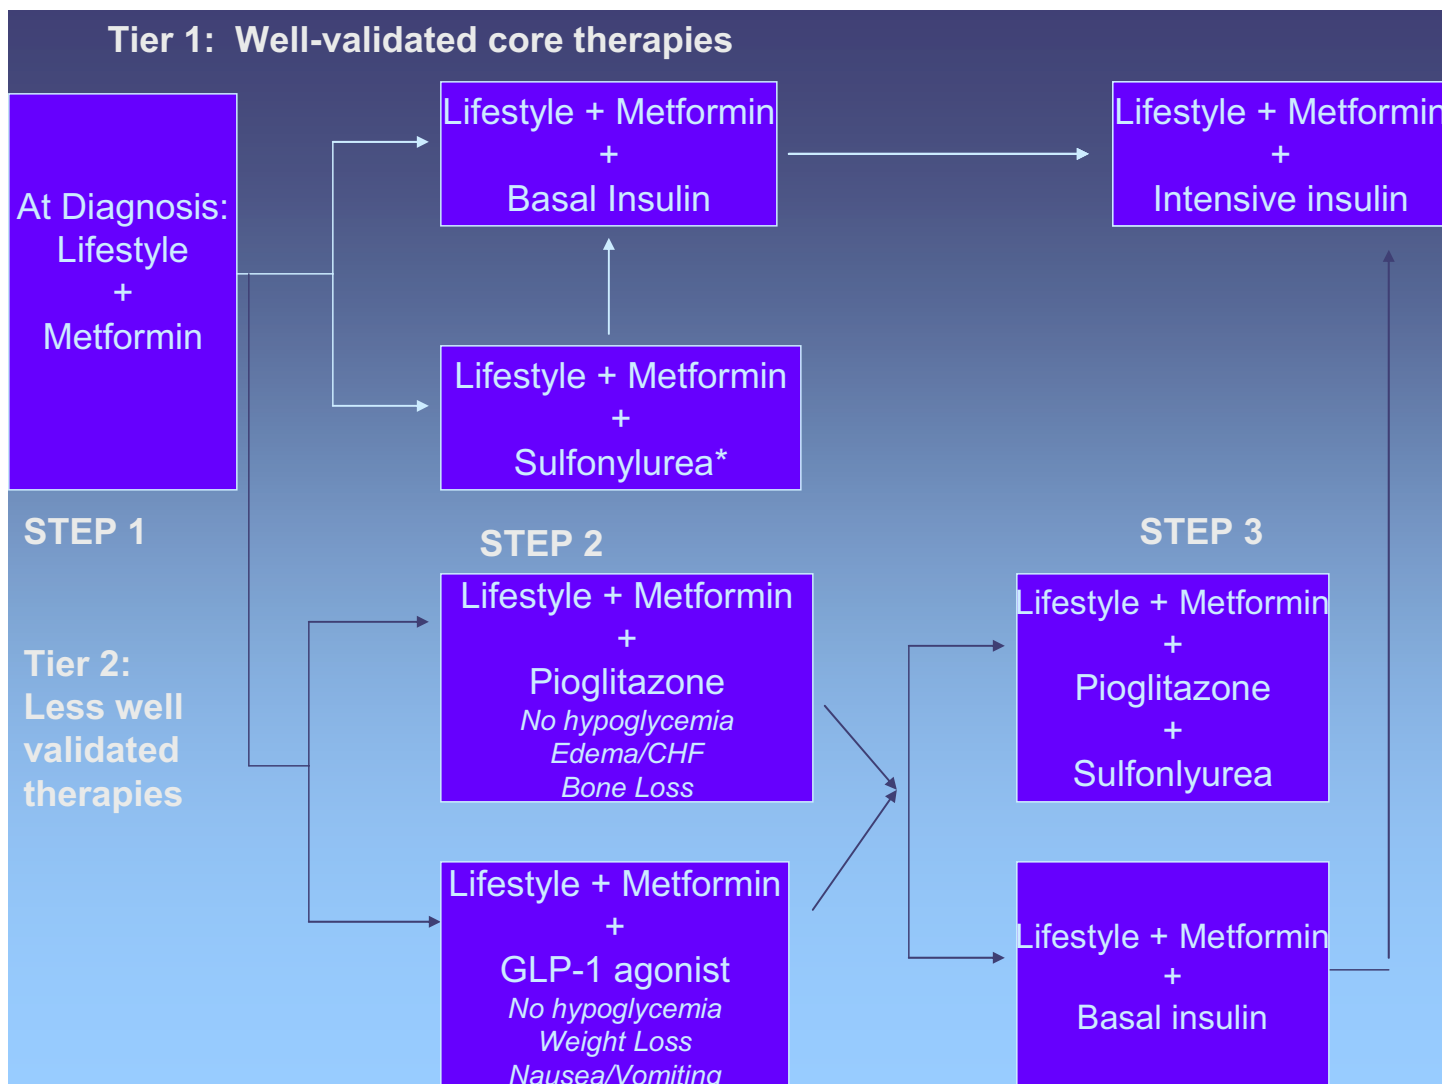 Tier 1: Well-validated core therapies
At Diagnosis:
Lifestyle
+
Metformin
Lifestyle + Metformin
+
Basal Insulin
Lifestyle + Metformin
+
Intensive insulin
Lifestyle + Metformin
+
Sulfonylurea*
STEP 1
STEP 2
STEP 3
Tier 2:
Less well
validated
therapies
Lifestyle + Metformin
+
Pioglitazone
No hypoglycemia
Edema/CHF
Bone Loss
Lifestyle + Metformin
+
Pioglitazone
+
Sulfonlyurea
Lifestyle + Metformin
+
GLP-1 agonist
No hypoglycemia
Weight Loss
Nausea/Vomiting
Lifestyle + Metformin
+
Basal insulin